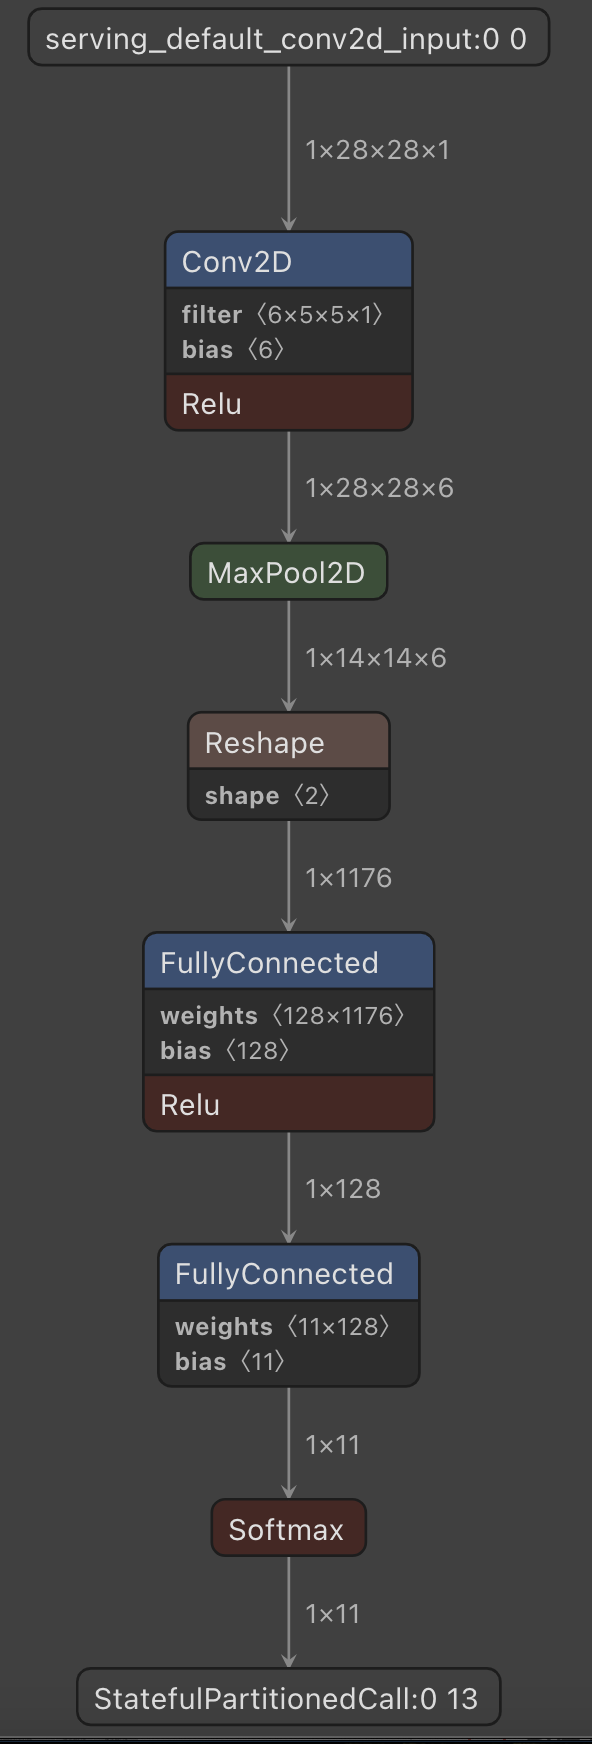 serving_default_conv2d_input:0 0
1×28×28×1
Conv2D
filter 〈6×5×5×1〉
bias 〈6〉
Relu
1×28×28×6
MaxPool2D
1×14×14×6
Reshape
shape 〈2〉
1×1176
FullyConnected
weights 〈128×1176〉
bias 〈128〉
Relu
1×128
FullyConnected
weights 〈11×128〉
bias 〈11〉
1×11
Softmax
1×11
StatefulPartitionedCall:0 13